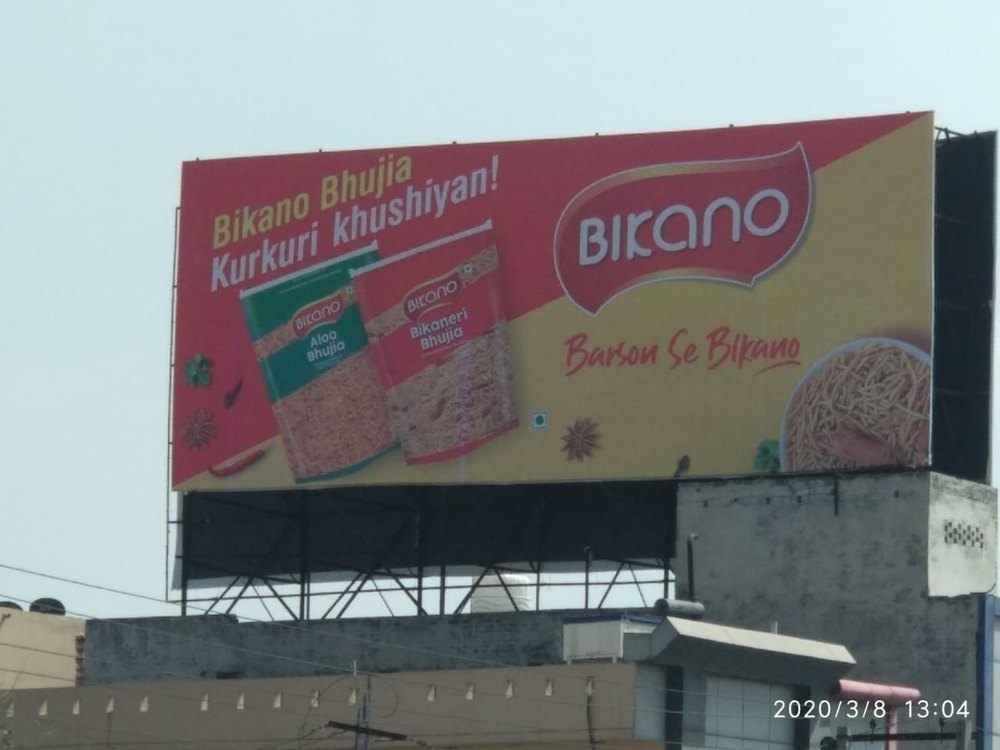 Bikano Bhujia
Kurkuri khushiyan!
BIKANO
Barson Se Bikano
BIKANO
Aloo
Bhujia
BIKANO
Bikaneri
Bhujia
2020/3/8 13:04